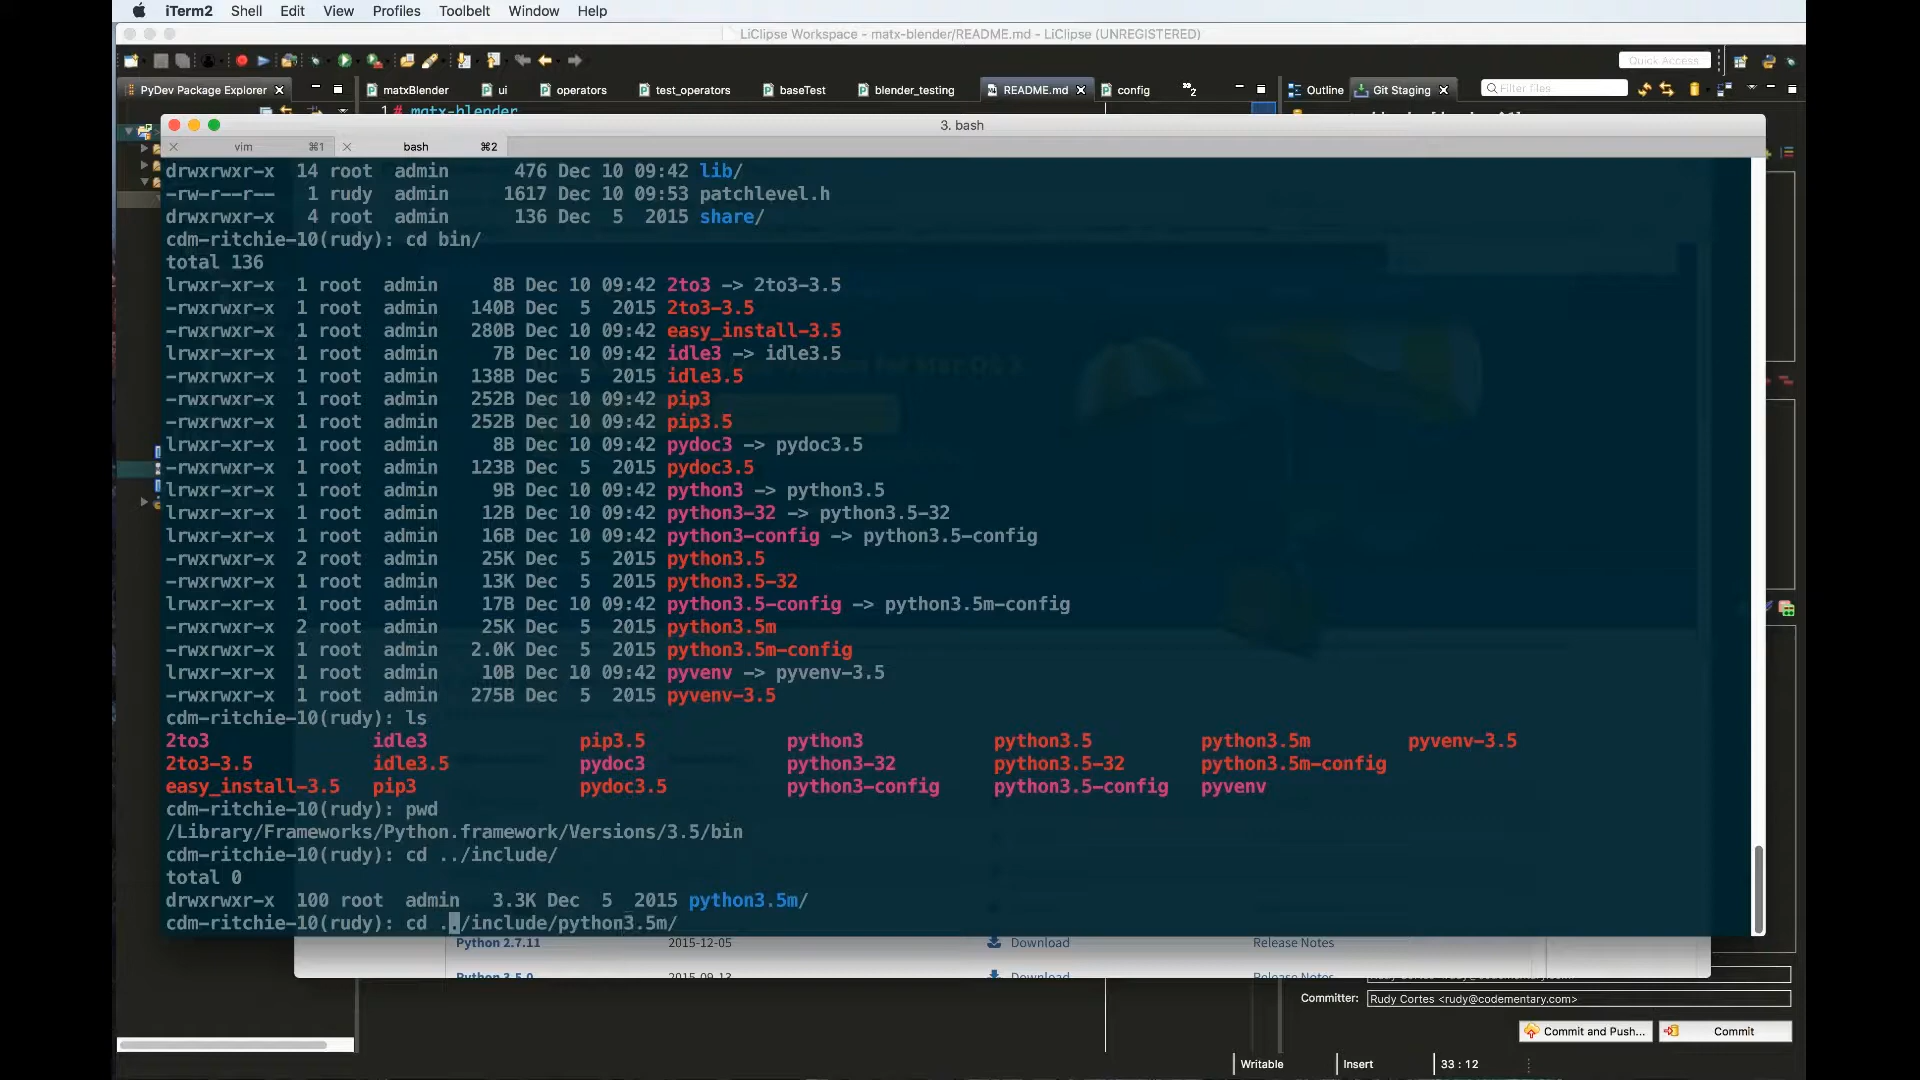 iTerm2 Shell Edit View Profiles Toolbelt Window Help
LiClipse Workspace - matx-blender/README.md - LiClipse (UNREGISTERED)
Quick Access
PyDev Package Explorer
matxBlender ui operators test_operators baseTest blender_testing README.md config 2 Outline Git Staging Filter files
1 # matx-blender
3. bash
vim ⌘1 bash ⌘2
drwxrwxr-x 14 root admin 476 Dec 10 09:42 lib/
-rw-r--r-- 1 rudy admin 1617 Dec 10 09:53 patchlevel.h
drwxrwxr-x 4 root admin 136 Dec 5 2015 share/
cdm-ritchie-10(rudy): cd bin/
total 136
lrwxr-xr-x 1 root admin 8B Dec 10 09:42 2to3 -> 2to3-3.5
-rwxrwxr-x 1 root admin 140B Dec 5 2015 2to3-3.5
-rwxrwxr-x 1 root admin 280B Dec 10 09:42 easy_install-3.5
lrwxr-xr-x 1 root admin 7B Dec 10 09:42 idle3 -> idle3.5
-rwxrwxr-x 1 root admin 138B Dec 5 2015 idle3.5
-rwxrwxr-x 1 root admin 252B Dec 10 09:42 pip3
-rwxrwxr-x 1 root admin 252B Dec 10 09:42 pip3.5
lrwxr-xr-x 1 root admin 8B Dec 10 09:42 pydoc3 -> pydoc3.5
-rwxrwxr-x 1 root admin 123B Dec 5 2015 pydoc3.5
lrwxr-xr-x 1 root admin 9B Dec 10 09:42 python3 -> python3.5
lrwxr-xr-x 1 root admin 12B Dec 10 09:42 python3-32 -> python3.5-32
lrwxr-xr-x 1 root admin 16B Dec 10 09:42 python3-config -> python3.5-config
-rwxrwxr-x 2 root admin 25K Dec 5 2015 python3.5
-rwxrwxr-x 1 root admin 13K Dec 5 2015 python3.5-32
lrwxr-xr-x 1 root admin 17B Dec 10 09:42 python3.5-config -> python3.5m-config
-rwxrwxr-x 2 root admin 25K Dec 5 2015 python3.5m
-rwxrwxr-x 1 root admin 2.0K Dec 5 2015 python3.5m-config
lrwxr-xr-x 1 root admin 10B Dec 10 09:42 pyvenv -> pyvenv-3.5
-rwxrwxr-x 1 root admin 275B Dec 5 2015 pyvenv-3.5
cdm-ritchie-10(rudy): ls
2to3 idle3 pip3.5 python3 python3.5 python3.5m pyvenv-3.5
2to3-3.5 idle3.5 pydoc3 python3-32 python3.5-32 python3.5m-config
easy_install-3.5 pip3 pydoc3.5 python3-config python3.5-config pyvenv
cdm-ritchie-10(rudy): pwd
/Library/Frameworks/Python.framework/Versions/3.5/bin
cdm-ritchie-10(rudy): cd ../include/
total 0
drwxrwxr-x 100 root admin 3.3K Dec 5 2015 python3.5m/
cdm-ritchie-10(rudy): cd ../include/python3.5m/
Python 2.7.11 2015-12-05 Download Release Notes
Python 3.5.0 2015-09-13 Download Release Notes
Committer: Rudy Cortes <rudy@codementary.com>
Commit and Push... Commit
Writable Insert 33 : 12